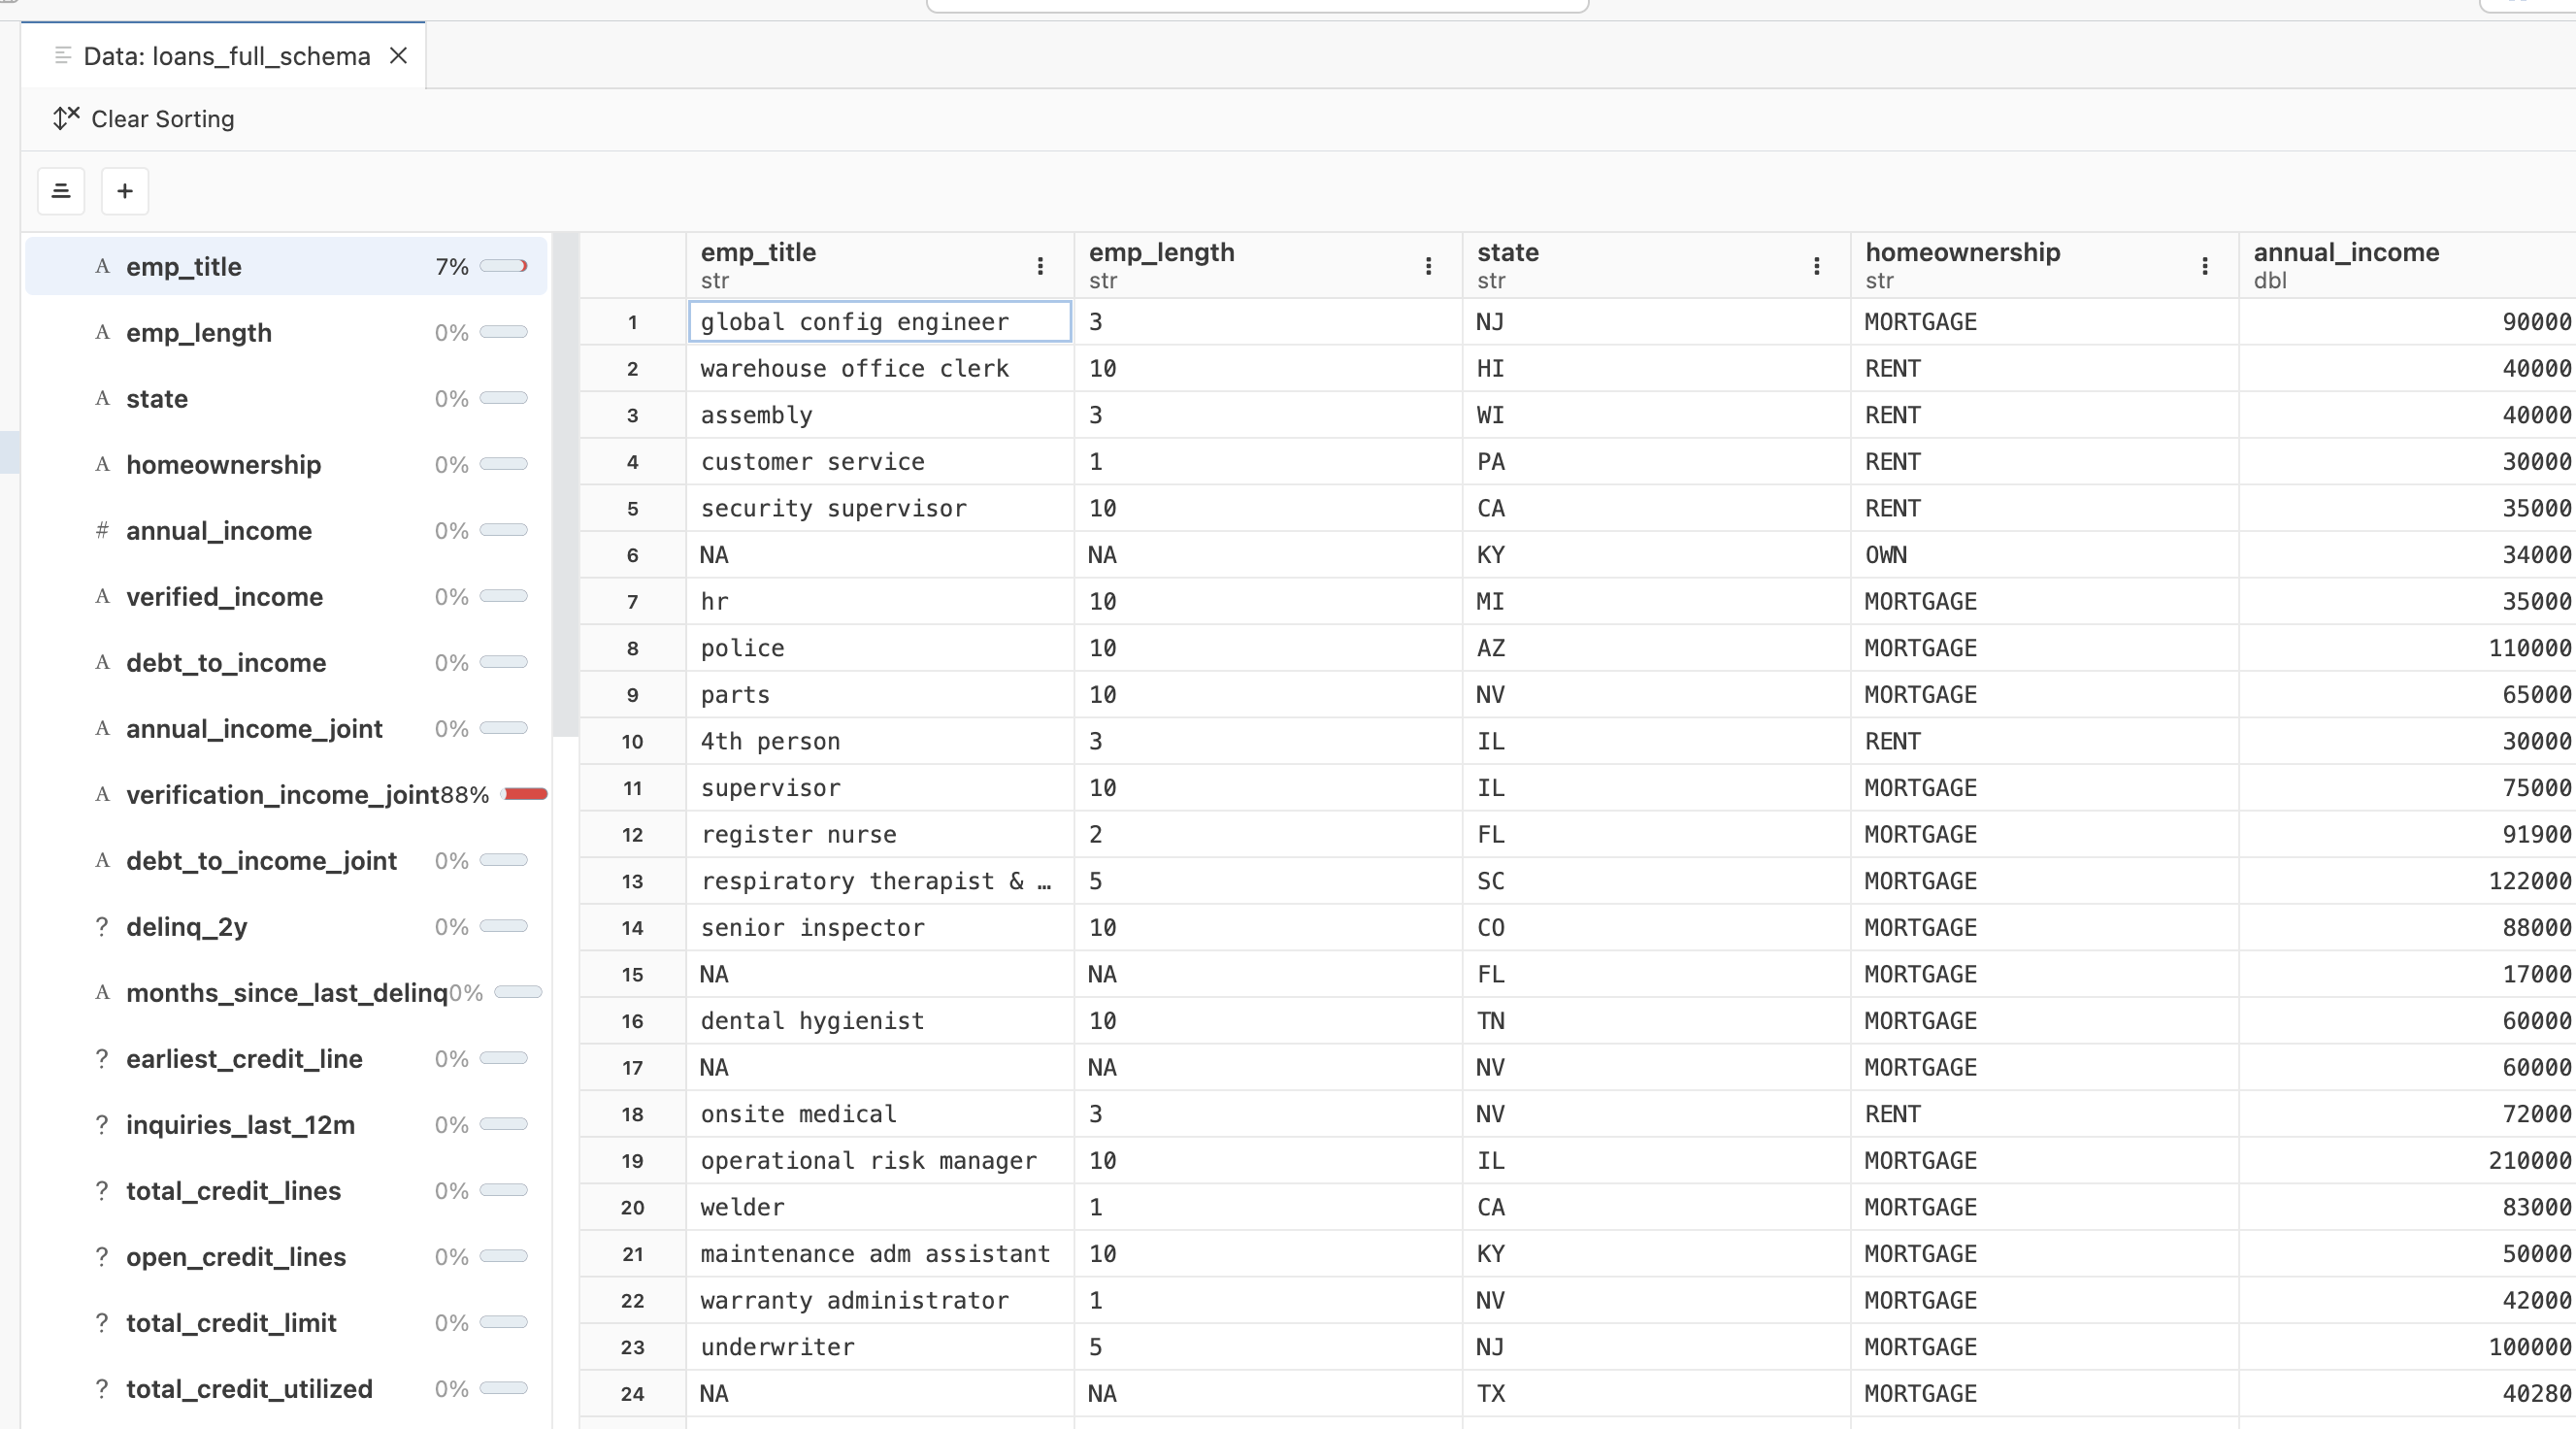 Data: loans_full_schema
Clear Sorting
A emp_title 7%
A emp_length 0%
A state 0%
A homeownership 0%
# annual_income 0%
A verified_income 0%
A debt_to_income 0%
A annual_income_joint 0%
A verification_income_joint 88%
A debt_to_income_joint 0%
? delinq_2y 0%
A months_since_last_delinq 0%
? earliest_credit_line 0%
? inquiries_last_12m 0%
? total_credit_lines 0%
? open_credit_lines 0%
? total_credit_limit 0%
? total_credit_utilized 0%
emp_title emp_length state homeownership annual_income
str str str str dbl
1 global config engineer 3 NJ MORTGAGE 90000
2 warehouse office clerk 10 HI RENT 40000
3 assembly 3 WI RENT 40000
4 customer service 1 PA RENT 30000
5 security supervisor 10 CA RENT 35000
6 NA NA KY OWN 34000
7 hr 10 MI MORTGAGE 35000
8 police 10 AZ MORTGAGE 110000
9 parts 10 NV MORTGAGE 65000
10 4th person 3 IL RENT 30000
11 supervisor 10 IL MORTGAGE 75000
12 register nurse 2 FL MORTGAGE 91900
13 respiratory therapist & … 5 SC MORTGAGE 122000
14 senior inspector 10 CO MORTGAGE 88000
15 NA NA FL MORTGAGE 17000
16 dental hygienist 10 TN MORTGAGE 60000
17 NA NA NV MORTGAGE 60000
18 onsite medical 3 NV RENT 72000
19 operational risk manager 10 IL MORTGAGE 210000
20 welder 1 CA MORTGAGE 83000
21 maintenance adm assistant 10 KY MORTGAGE 50000
22 warranty administrator 1 NV MORTGAGE 42000
23 underwriter 5 NJ MORTGAGE 100000
24 NA NA TX MORTGAGE 40280